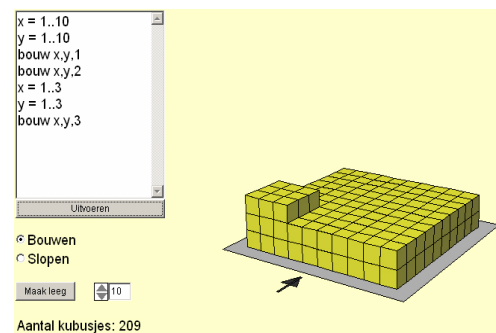 x = 1..10
y = 1..10
bouw x,y,1
bouw x,y,2
x = 1..3
y = 1..3
bouw x,y,3
Uitvoeren
Bouwen
Slopen
Maak leeg
10
Aantal kubusjes: 209